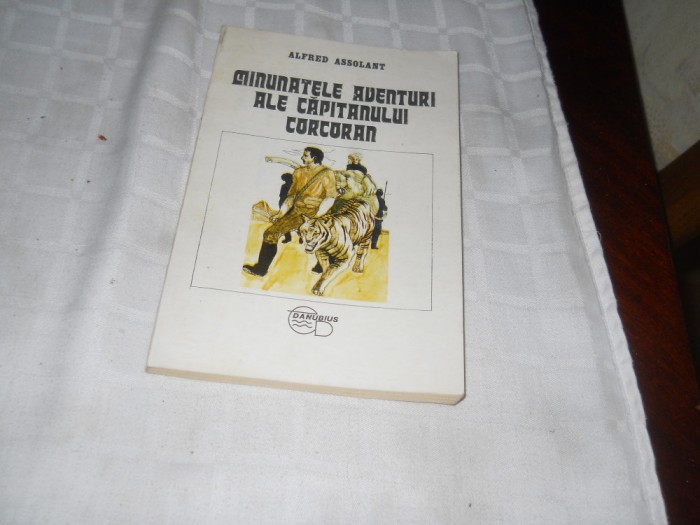 ALFRED ASSOLANT
MINUNATELE AVENTURI
ALE CĂPITANULUI
CORCORAN
DANUBIUS